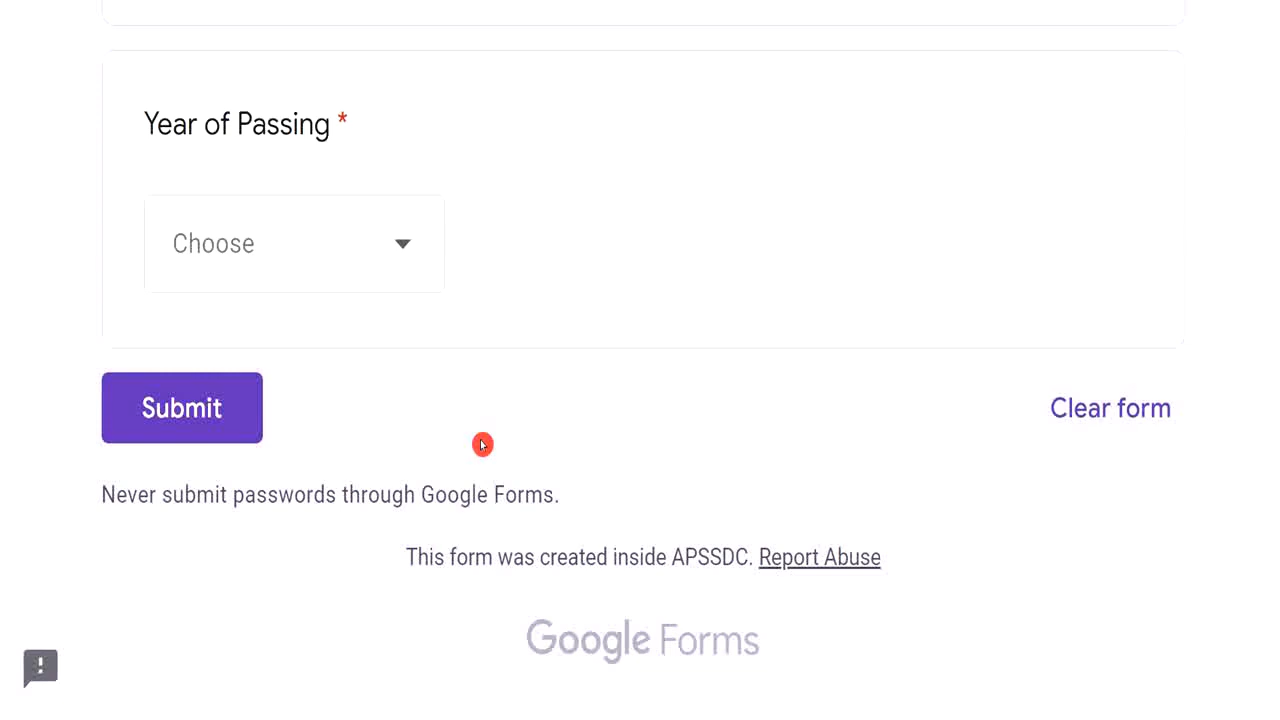 Year of Passing *
Choose
Submit
Clear form
Never submit passwords through Google Forms.
This form was created inside APSSDC. Report Abuse
Google Forms
!